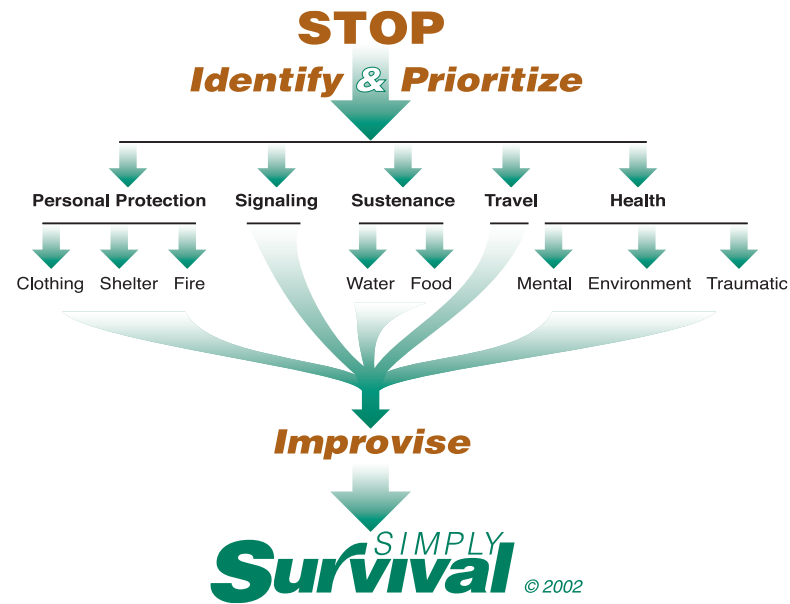 STOP
Identify & Prioritize
Personal Protection Signaling Sustenance Travel Health
Clothing Shelter Fire Water Food Mental Environment Traumatic
Improvise
SIMPLY
Survival © 2002